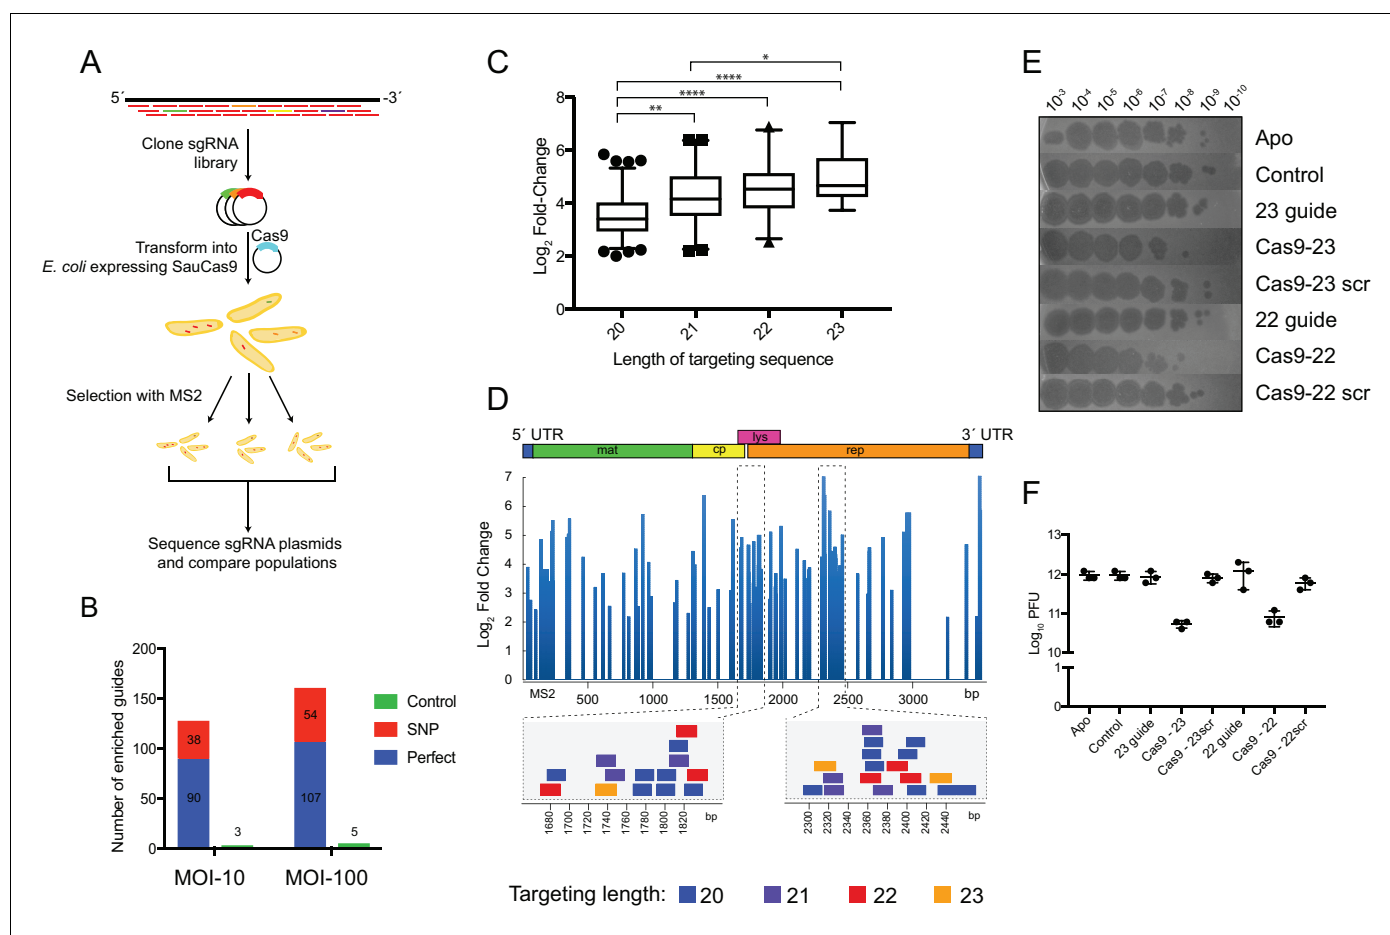 A
5´ -3´
Clone sgRNA
library
Cas9
Transform into
E. coli expressing SauCas9
Selection with MS2
Sequence sgRNA plasmids
and compare populations
B
Number of enriched guides
200
150
100
50
0
38
90
3
54
107
5
MOI-10 MOI-100
Control
SNP
Perfect
C
Log2 Fold-Change
8
6
4
2
0
*
****
****
**
20 21 22 23
Length of targeting sequence
D
5´ UTR 3´ UTR
lys
mat cp rep
Log2 Fold Change
7
6
5
4
3
2
1
0
MS2 500 1000 1500 2000 2500 3000 bp
1680 1700 1720 1740 1760 1780 1800 1820 bp
2300 2320 2340 2360 2380 2400 2420 2440 bp
Targeting length: 20 21 22 23
E
10-3 10-4 10-5 10-6 10-7 10-8 10-9 10-10
Apo
Control
23 guide
Cas9-23
Cas9-23 scr
22 guide
Cas9-22
Cas9-22 scr
F
Log10 PFU
13
12
11
10
1
0
Apo Control 23 guide Cas9 - 23 Cas9 - 23scr 22 guide Cas9 - 22 Cas9 - 22scr